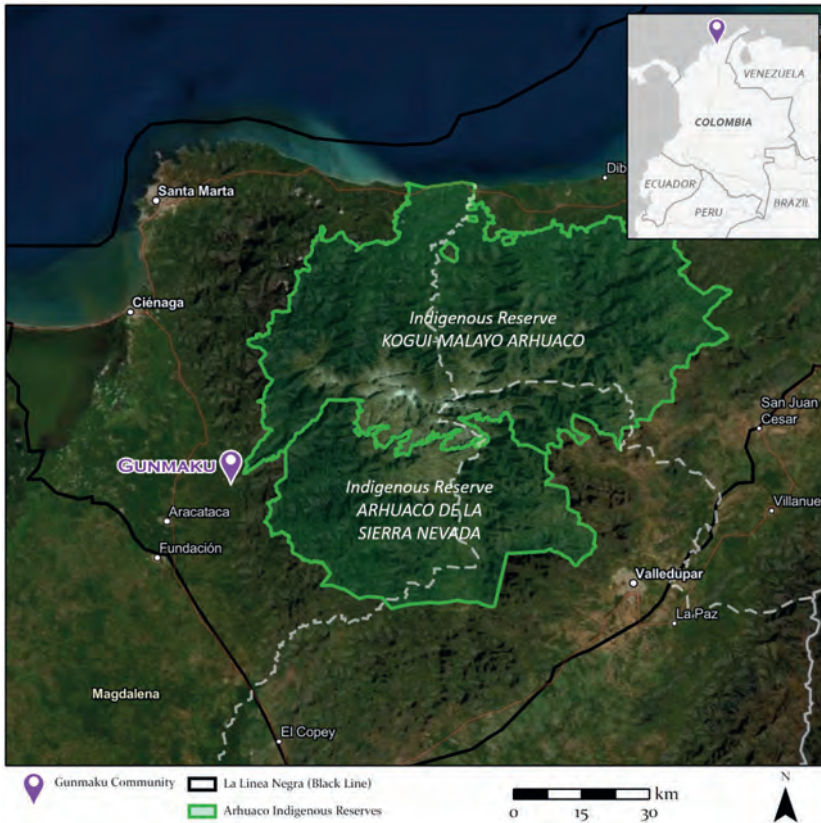 VENEZUELA
COLOMBIA
ECUADOR
PERU
BRAZIL
Santa Marta
Dib
Ciénaga
Indigenous Reserve
KOGUI-MALAYO ARHUACO
San Juan
Cesar
GUNMAKU
Indigenous Reserve
ARHUACO DE LA
SIERRA NEVADA
Aracataca
Villanue
Fundación
Valledupar
La Paz
Magdalena
El Copey
Gunmaku Community
La Linea Negra (Black Line)
Arhuaco Indigenous Reserves
km
0 15 30
N